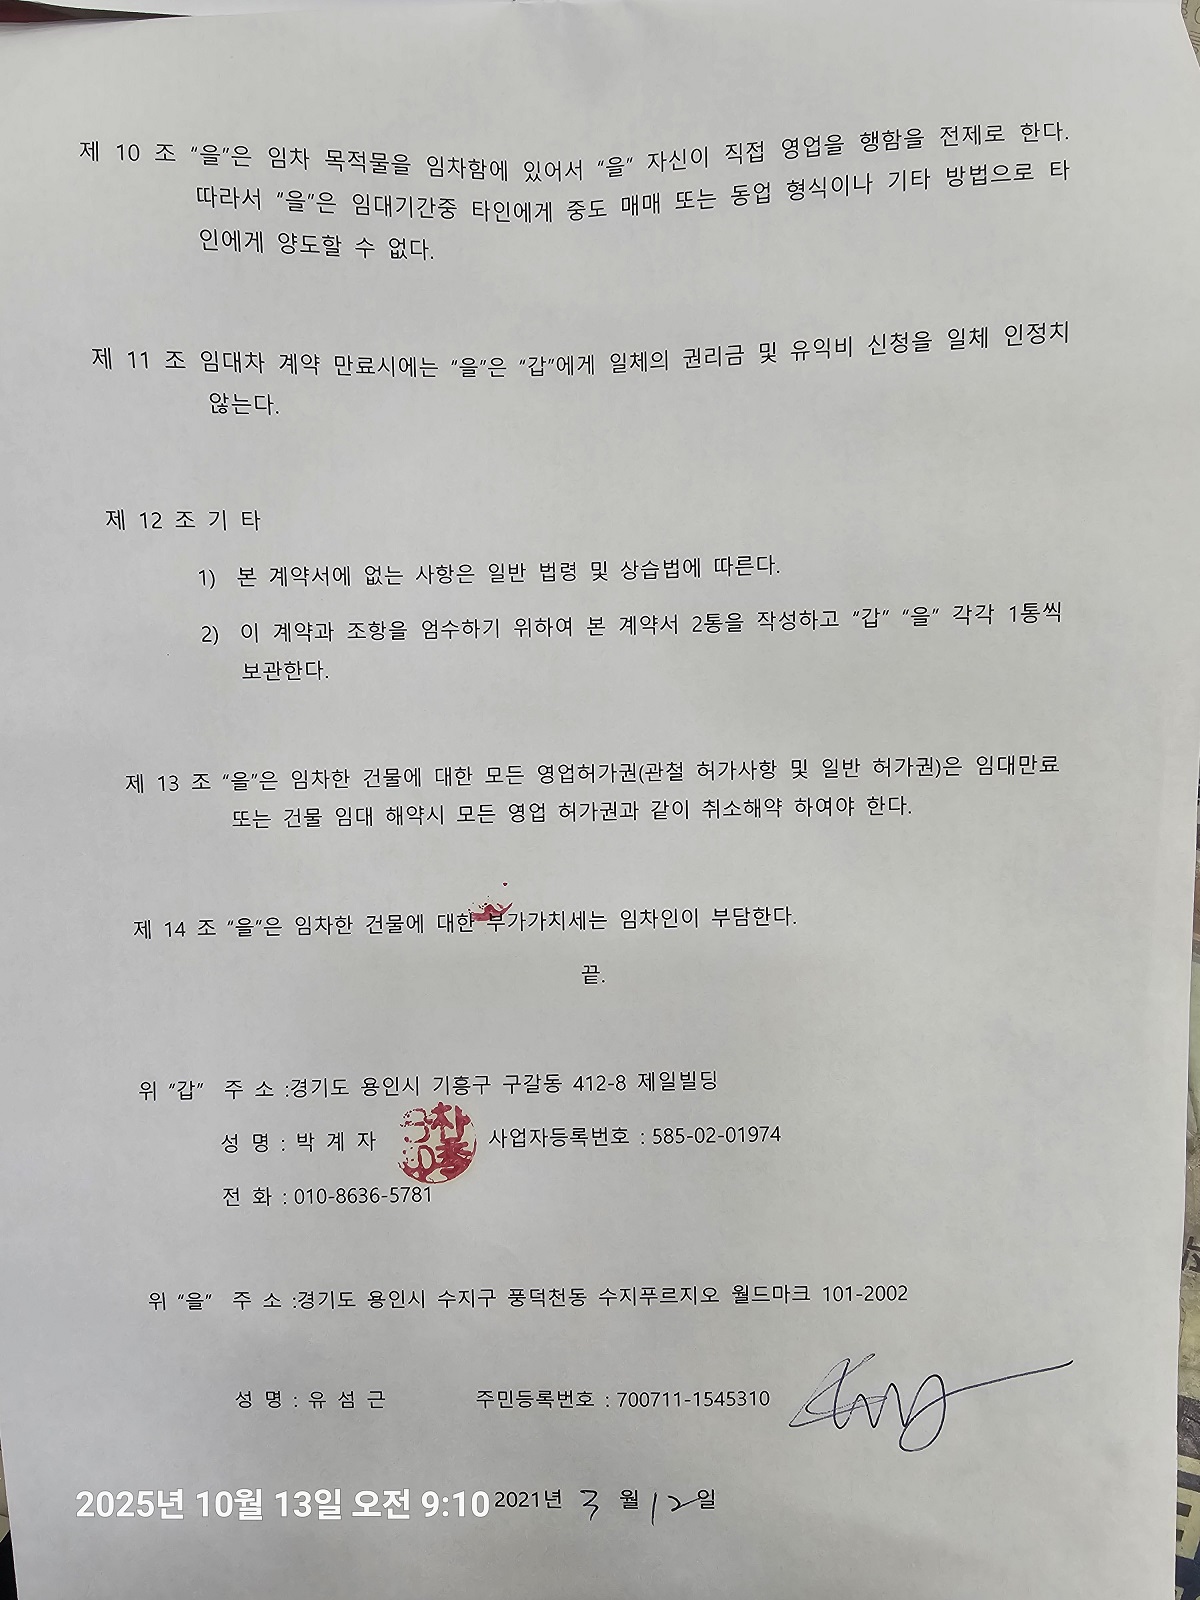 제 10 조 "을"은 임차 목적물을 임차함에 있어서 "을" 자신이 직접 영업을 행함을 전제로 한다.
따라서 "을"은 임대기간중 타인에게 중도 매매 또는 동업 형식이나 기타 방법으로 타
인에게 양도할 수 없다.
제 11 조 임대차 계약 만료시에는 "을"은 "갑"에게 일체의 권리금 및 유익비 신청을 일체 인정치
않는다.
제 12 조 기 타
1) 본 계약서에 없는 사항은 일반 법령 및 상습법에 따른다.
2) 이 계약과 조항을 엄수하기 위하여 본 계약서 2통을 작성하고 "갑" "을" 각각 1통씩
보관한다.
제 13 조 "을"은 임차한 건물에 대한 모든 영업허가권(관철 허가사항 및 일반 허가권)은 임대만료
또는 건물 임대 해약시 모든 영업 허가권과 같이 취소해약 하여야 한다.
제 14 조 "을"은 임차한 건물에 대한 부가가치세는 임차인이 부담한다.
끝.
위 "갑" 주 소 :경기도 용인시 기흥구 구갈동 412-8 제일빌딩
성 명 : 박 계 자 사업자등록번호 : 585-02-01974
전 화 : 010-8636-5781
위 "을" 주 소 :경기도 용인시 수지구 풍덕천동 수지푸르지오 월드마크 101-2002
성 명 : 유 섬 근 주민등록번호 : 700711-1545310
2025년 10월 13일 오전 9:10
2021년 3 월 12일